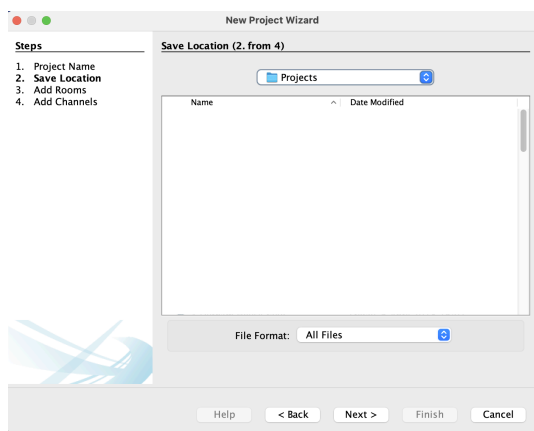 New Project Wizard
Steps
1. Project Name
2. Save Location
3. Add Rooms
4. Add Channels
Save Location (2. from 4)
Projects
Name Date Modified
File Format: All Files
Help < Back Next > Finish Cancel